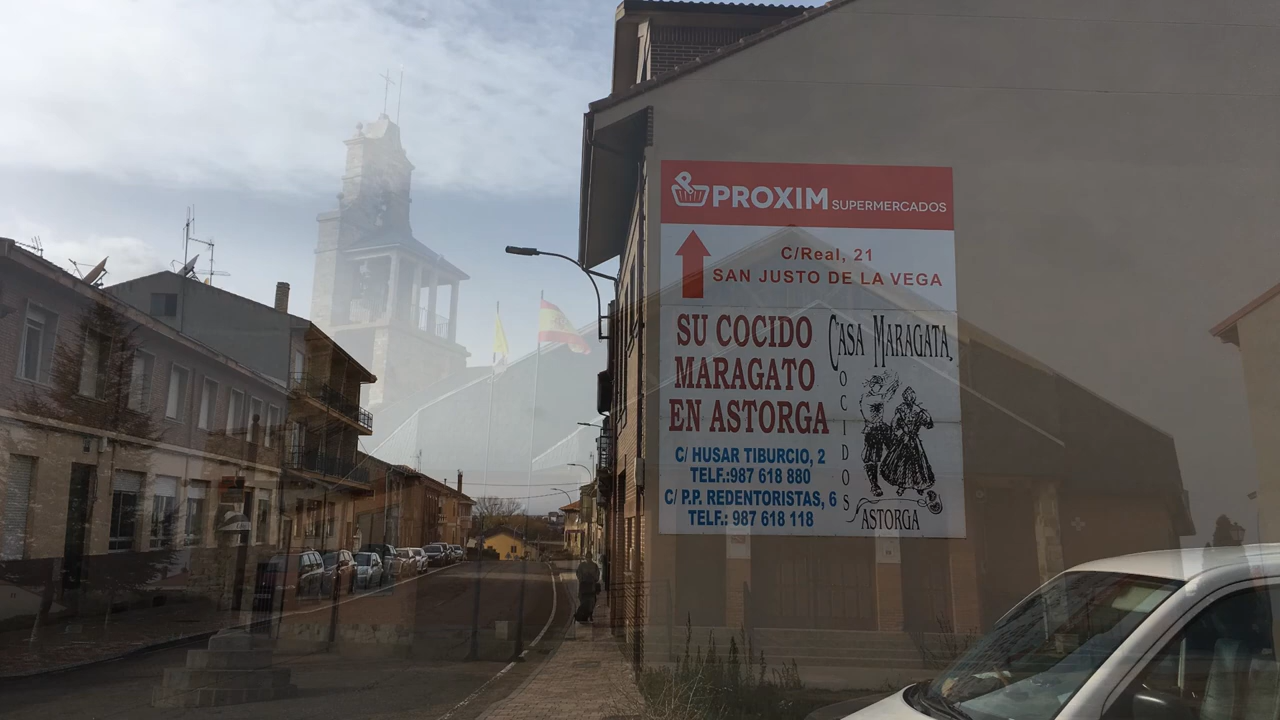 PROXIM SUPERMERCADOS
C/Real, 21
SAN JUSTO DE LA VEGA
SU COCIDO
MARAGATO
EN ASTORGA
C/ HUSAR TIBURCIO, 2
TELF.:987 618 880
C/ P.P. REDENTORISTAS, 6
TELF.: 987 618 118
CASA MARAGATA,
COCIDOS
ASTORGA